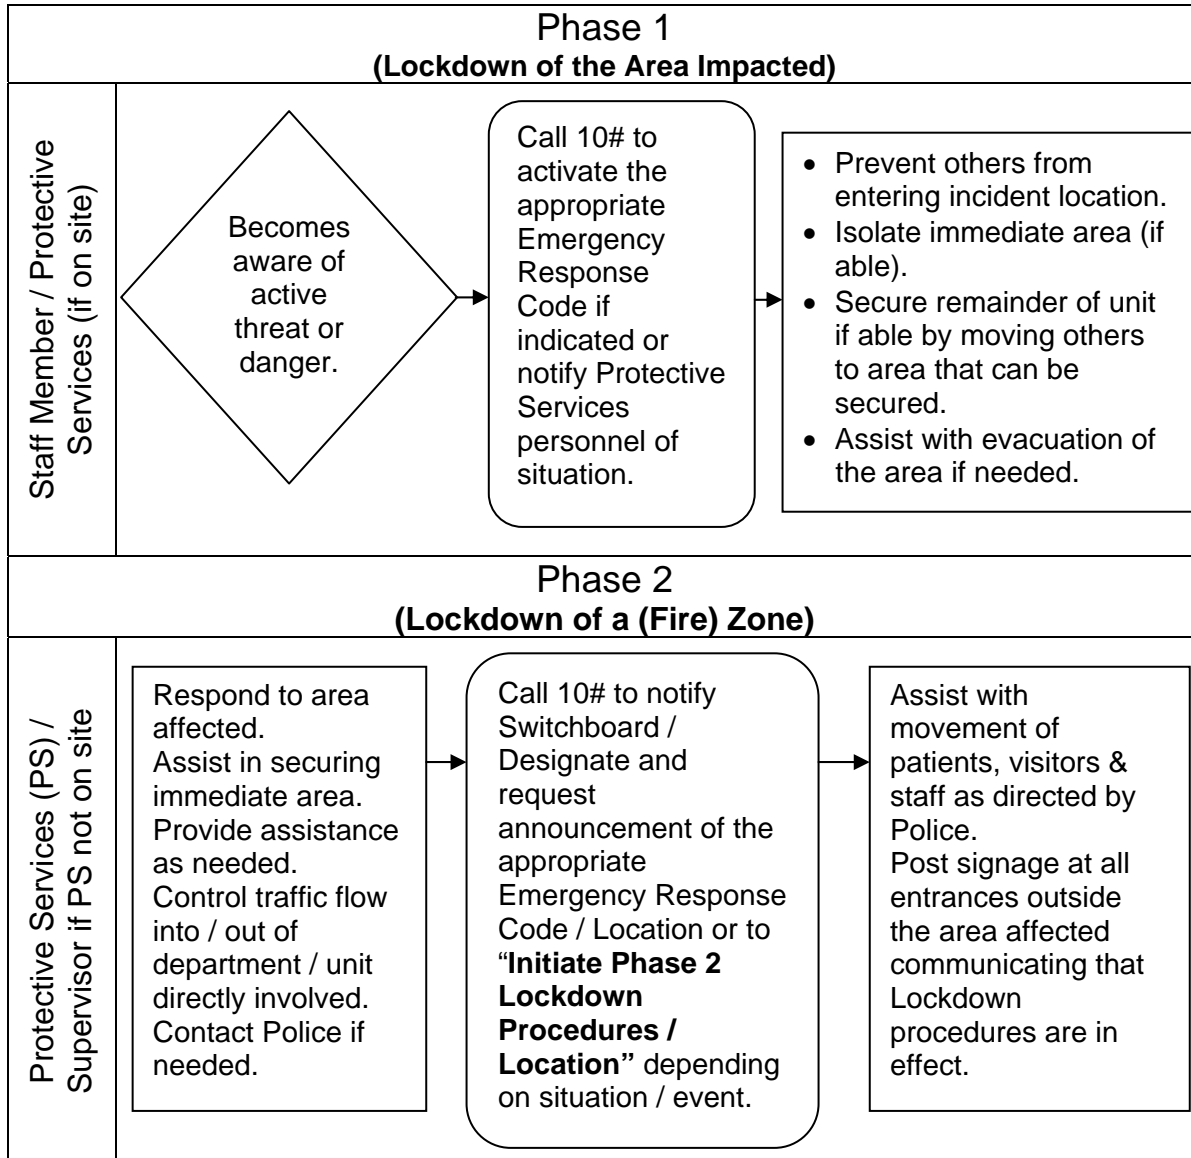 Phase 1
(Lockdown of the Area Impacted)
Staff Member / Protective
Services (if on site)
Becomes
aware of
active
threat or
danger.
Call 10# to
activate the
appropriate
Emergency
Response
Code if
indicated or
notify Protective
Services
personnel of
situation.
• Prevent others from
entering incident location.
• Isolate immediate area (if
able).
• Secure remainder of unit
if able by moving others
to area that can be
secured.
• Assist with evacuation of
the area if needed.
Phase 2
(Lockdown of a (Fire) Zone)
Protective Services (PS) /
Supervisor if PS not on site
Respond to area
affected.
Assist in securing
immediate area.
Provide assistance
as needed.
Control traffic flow
into / out of
department / unit
directly involved.
Contact Police if
needed.
Call 10# to notify
Switchboard /
Designate and
request
announcement of the
appropriate
Emergency Response
Code / Location or to
“Initiate Phase 2
Lockdown
Procedures /
Location” depending
on situation / event.
Assist with
movement of
patients, visitors &
staff as directed by
Police.
Post signage at all
entrances outside
the area affected
communicating that
Lockdown
procedures are in
effect.